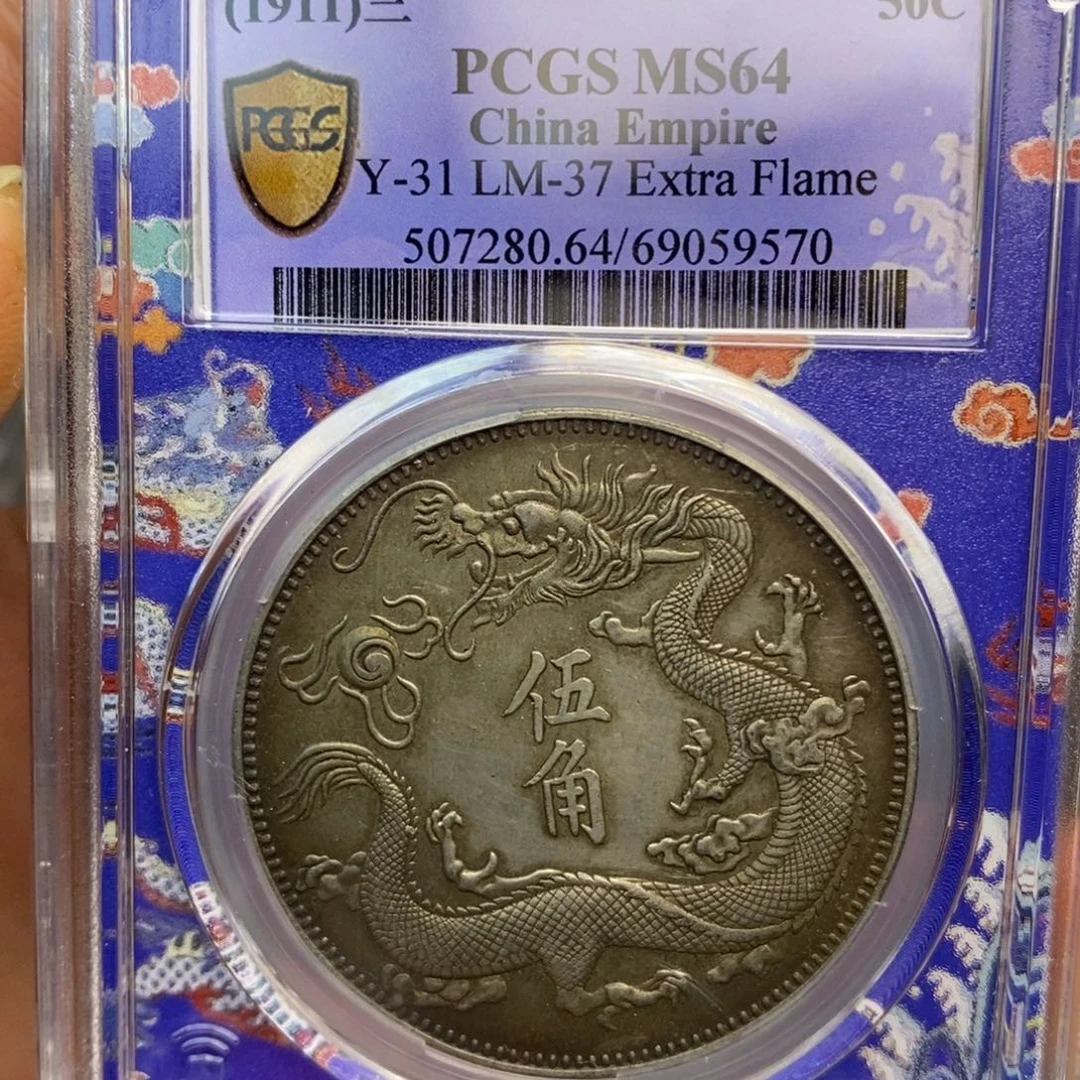 (1911)三 50C
PCGS MS64
China Empire
PCGS
Y-31 LM-37 Extra Flame
507280.64/69059570
伍
角